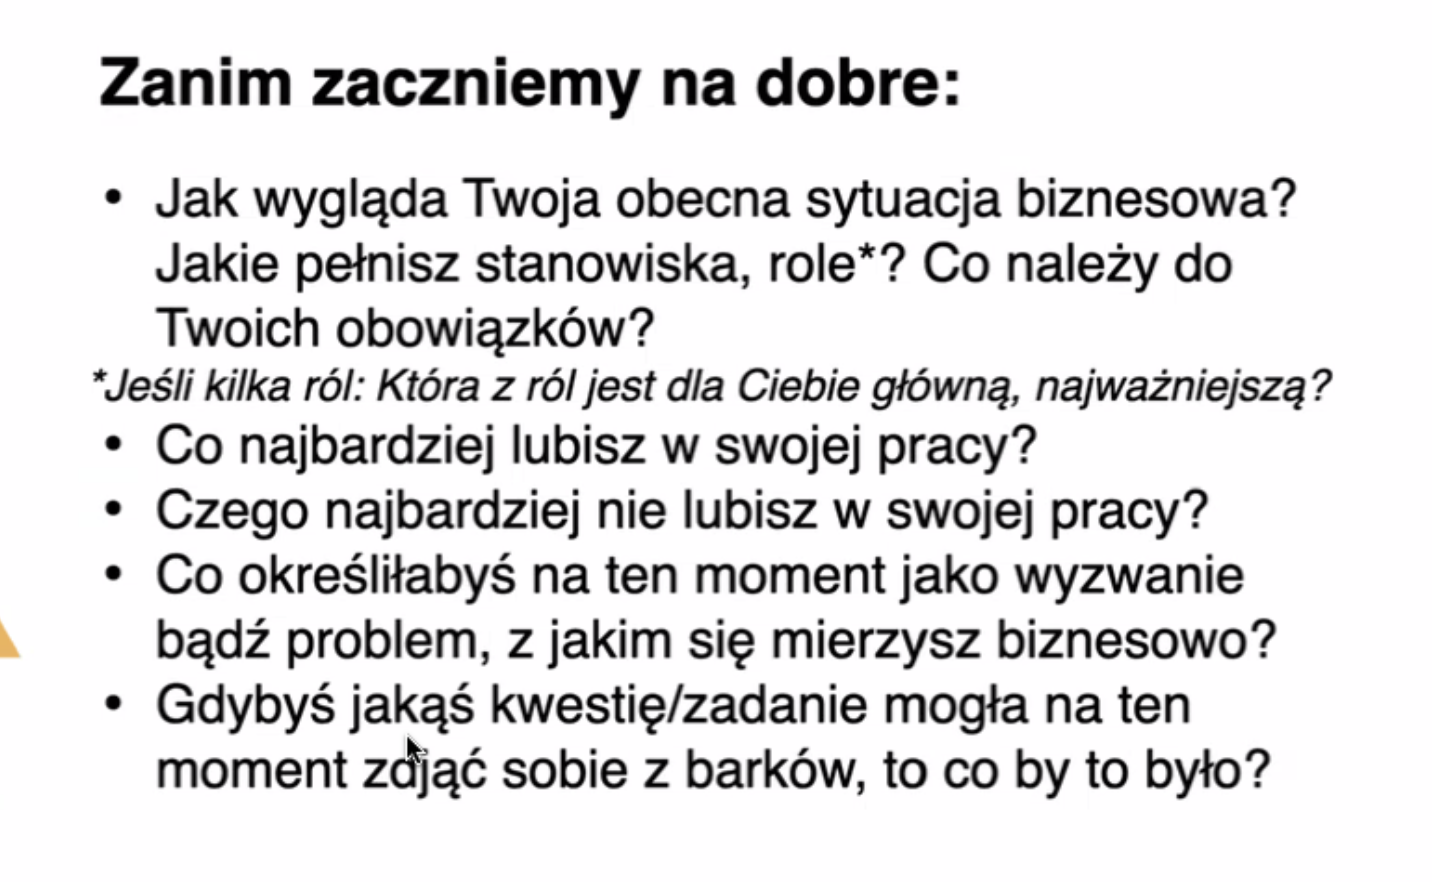 Zanim zaczniemy na dobre:
• Jak wygląda Twoja obecna sytuacja biznesowa?
Jakie pełnisz stanowiska, role*? Co należy do
Twoich obowiązków?
*Jeśli kilka ról: Która z ról jest dla Ciebie główną, najważniejszą?
• Co najbardziej lubisz w swojej pracy?
• Czego najbardziej nie lubisz w swojej pracy?
• Co określiłabyś na ten moment jako wyzwanie
bądź problem, z jakim się mierzysz biznesowo?
• Gdybyś jakąś kwestię/zadanie mogła na ten
moment zdjąć sobie z barków, to co by to było?